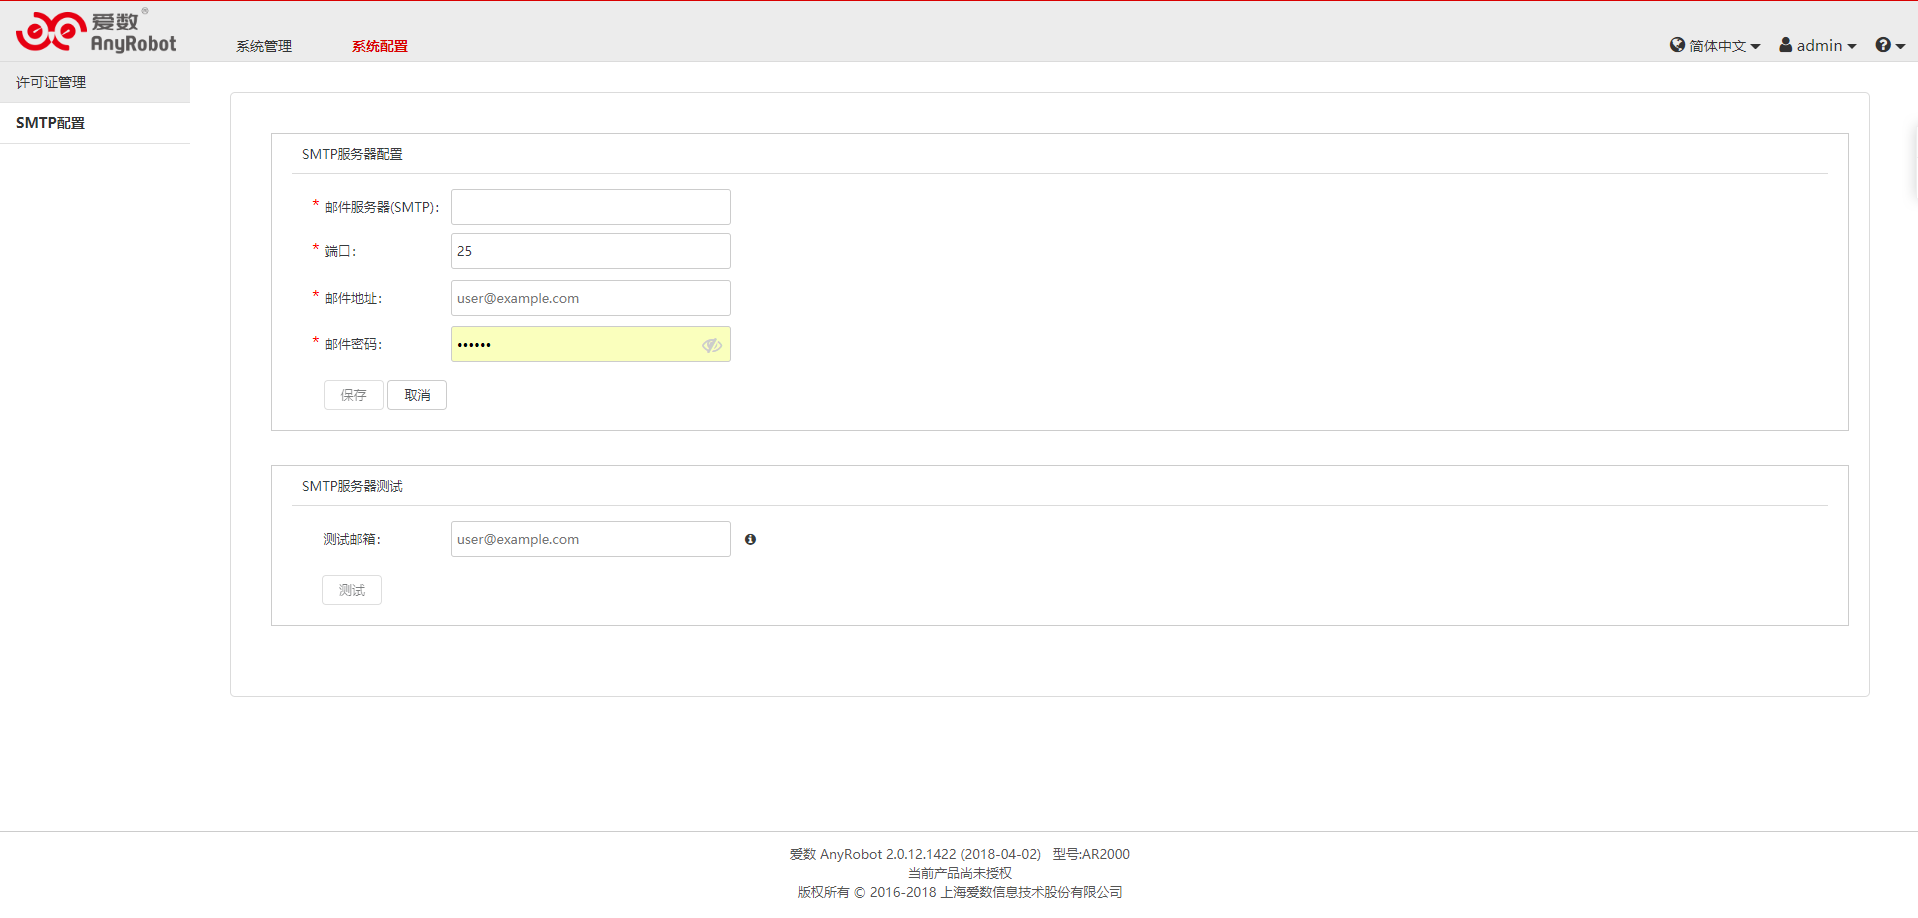 爱数®
AnyRobot
系统管理 系统配置 简体中文 admin
许可证管理
SMTP配置
SMTP服务器配置
* 邮件服务器(SMTP):
* 端口: 25
* 邮件地址: user@example.com
* 邮件密码: ••••••
保存 取消
SMTP服务器测试
测试邮箱: user@example.com
测试
爱数 AnyRobot 2.0.12.1422 (2018-04-02) 型号:AR2000
当前产品尚未授权
版权所有 © 2016-2018 上海爱数信息技术股份有限公司